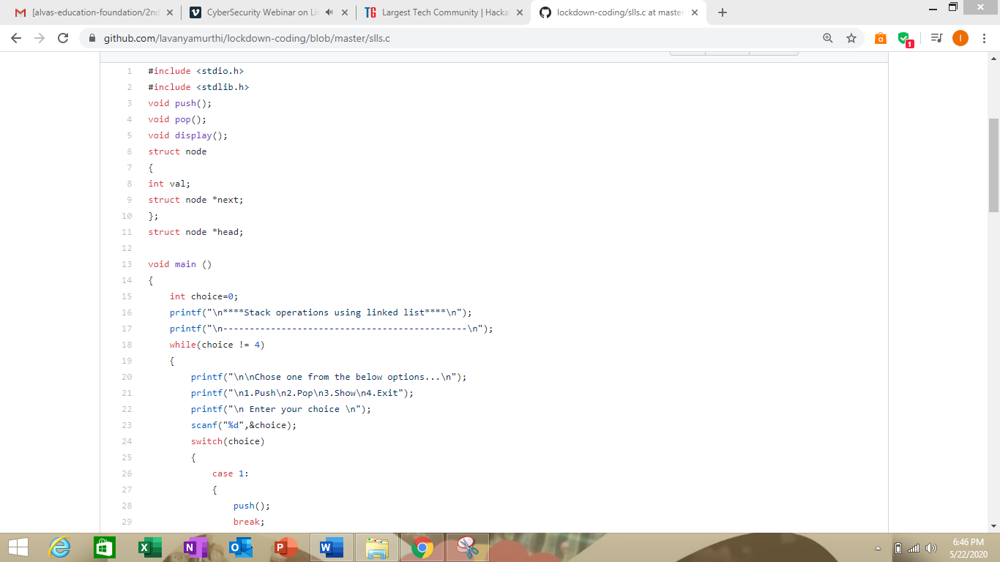 [alvas-education-foundation/2nd
CyberSecurity Webinar on Li
Largest Tech Community | Hacka
lockdown-coding/slls.c at master
github.com/lavanyamurthi/lockdown-coding/blob/master/slls.c
1
I
1 #include <stdio.h>
2 #include <stdlib.h>
3 void push();
4 void pop();
5 void display();
6 struct node
7 {
8 int val;
9 struct node *next;
10 };
11 struct node *head;
12
13 void main ()
14 {
15 int choice=0;
16 printf("\n****Stack operations using linked list****\n");
17 printf("\n----------------------------------------------\n");
18 while(choice != 4)
19 {
20 printf("\n\nChose one from the below options...\n");
21 printf("\n1.Push\n2.Pop\n3.Show\n4.Exit");
22 printf("\n Enter your choice \n");
23 scanf("%d",&choice);
24 switch(choice)
25 {
26 case 1:
27 {
28 push();
29 break;
6:46 PM
5/22/2020